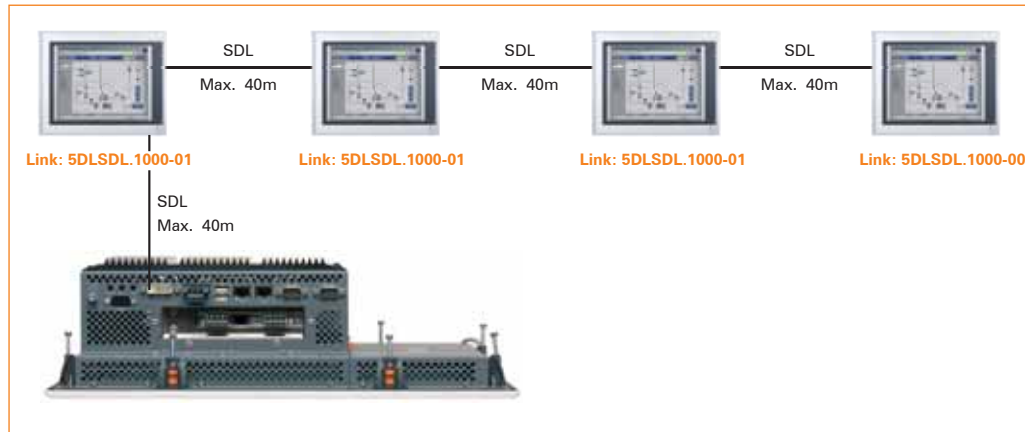 SDL
SDL
SDL
Max. 40m
Max. 40m
Max. 40m
Link: 5DLSDL.1000-01
Link: 5DLSDL.1000-01
Link: 5DLSDL.1000-01
Link: 5DLSDL.1000-00
SDL
Max. 40m